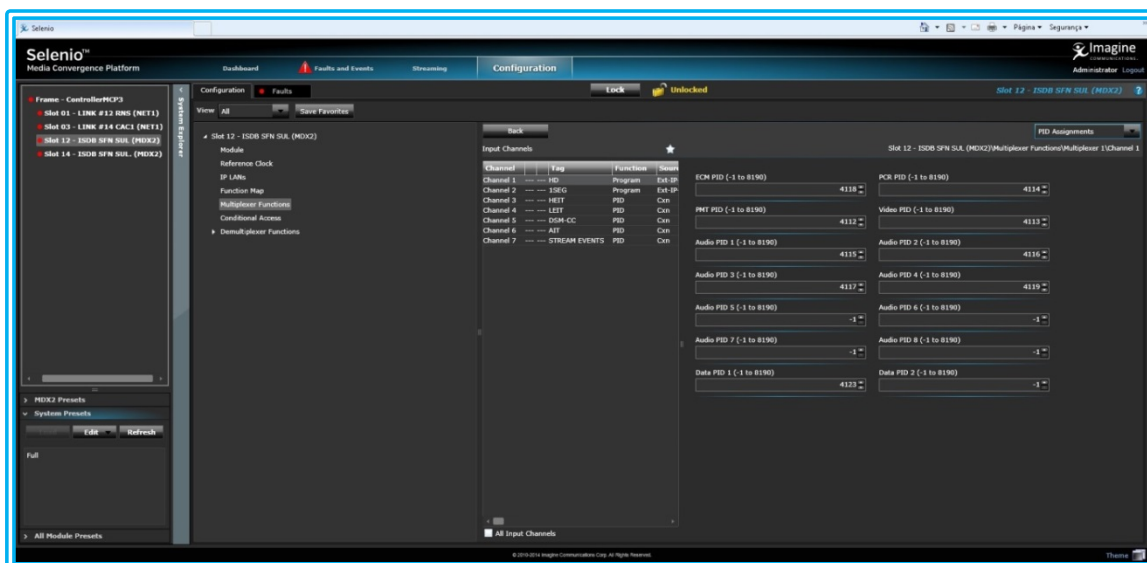 Selenio
Página
Segurança
Selenio™
Media Convergence Platform
Dashboard
Faults and Events
Streaming
Configuration
Imagine
COMMUNICATIONS
Administrator Logout
Frame - ControllerMCP3
Slot 01 - LINK #12 RNS (NET1)
Slot 03 - LINK #14 CAC1 (NET1)
Slot 12 - ISDB SFN SUL (MDX2)
Slot 14 - ISDB SFN SUL. (MDX2)
MDX2 Presets
System Presets
Edit
Refresh
Full
All Module Presets
System Explorer
Configuration
Faults
Lock
Unlocked
Slot 12 - ISDB SFN SUL (MDX2) ?
View All
Save Favorites
Slot 12 - ISDB SFN SUL (MDX2)
Module
Reference Clock
IP LANs
Function Map
Multiplexer Functions
Conditional Access
Demultiplexer Functions
Back
PID Assignments
Input Channels
Slot 12 - ISDB SFN SUL (MDX2)\Multiplexer Functions\Multiplexer 1\Channel 1
Channel Tag Function Sour
Channel 1 --- --- HD Program Ext-IP
Channel 2 --- --- 1SEG Program Ext-IP
Channel 3 --- --- HEIT PID Cxn
Channel 4 --- --- LEIT PID Cxn
Channel 5 --- --- DSM-CC PID Cxn
Channel 6 --- --- AIT PID Cxn
Channel 7 --- --- STREAM EVENTS PID Cxn
All Input Channels
ECM PID (-1 to 8190) PCR PID (-1 to 8190)
4118 4114
PMT PID (-1 to 8190) Video PID (-1 to 8190)
4112 4113
Audio PID 1 (-1 to 8190) Audio PID 2 (-1 to 8190)
4115 4116
Audio PID 3 (-1 to 8190) Audio PID 4 (-1 to 8190)
4117 4119
Audio PID 5 (-1 to 8190) Audio PID 6 (-1 to 8190)
-1 -1
Audio PID 7 (-1 to 8190) Audio PID 8 (-1 to 8190)
-1 -1
Data PID 1 (-1 to 8190) Data PID 2 (-1 to 8190)
4123 -1
© 2010-2014 Imagine Communications Corp. All Rights Reserved.
Theme